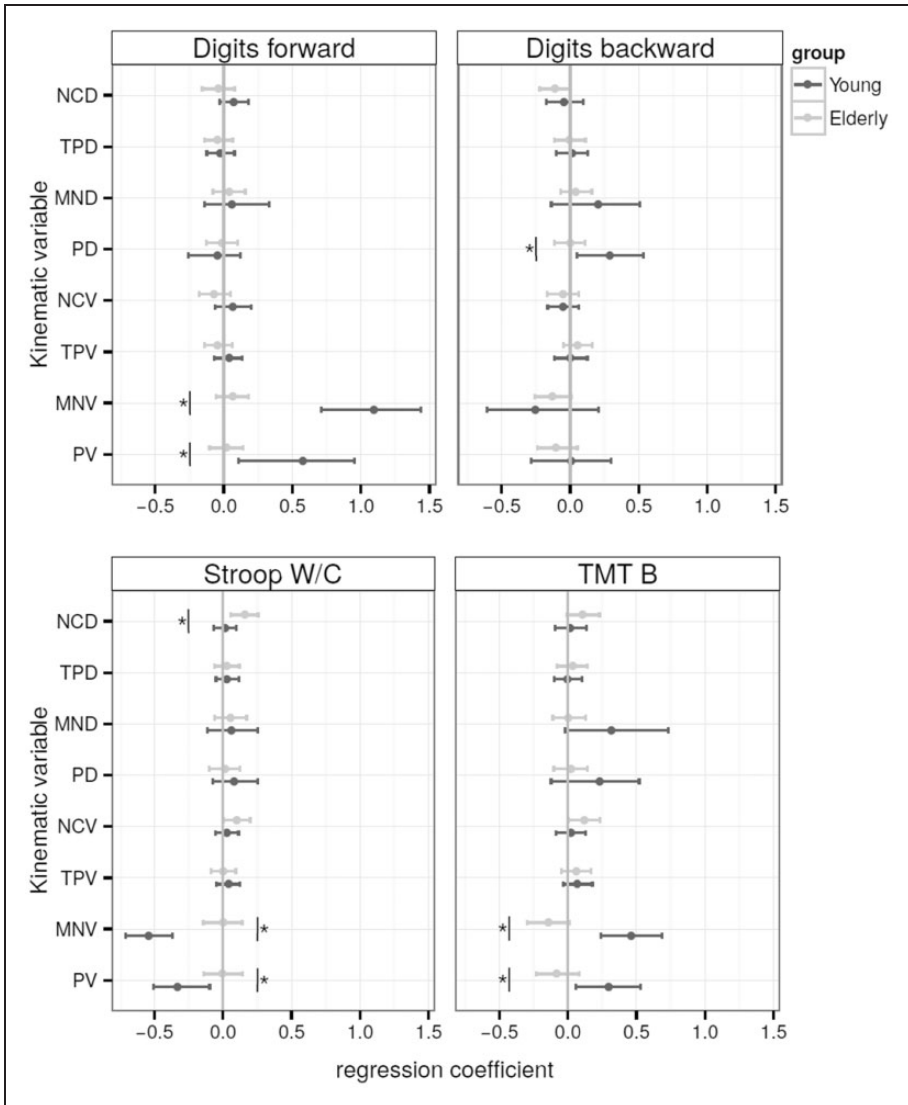 Digits forward
Digits backward
group
Young
Elderly
Kinematic variable
NCD
TPD
MND
PD
NCV
TPV
MNV
PV
*
*
*
−0.5 0.0 0.5 1.0 1.5
−0.5 0.0 0.5 1.0 1.5
Stroop W/C
TMT B
Kinematic variable
NCD
TPD
MND
PD
NCV
TPV
MNV
PV
*
*
*
*
*
−0.5 0.0 0.5 1.0 1.5
−0.5 0.0 0.5 1.0 1.5
regression coefficient